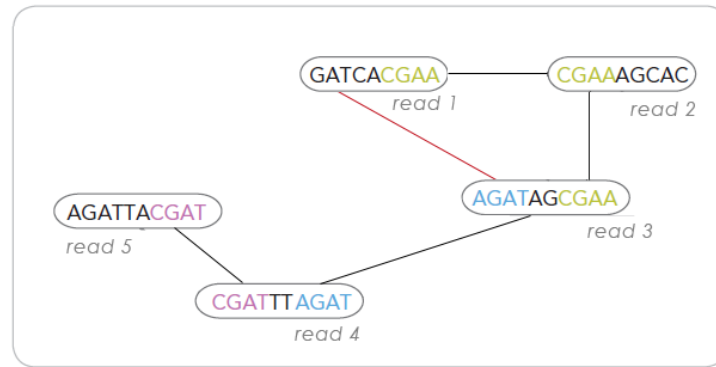 GATCACGAA
read 1
CGAAAGCAC
read 2
AGATAGCGAA
read 3
AGATTACGAT
read 5
CGATTTAGAT
read 4